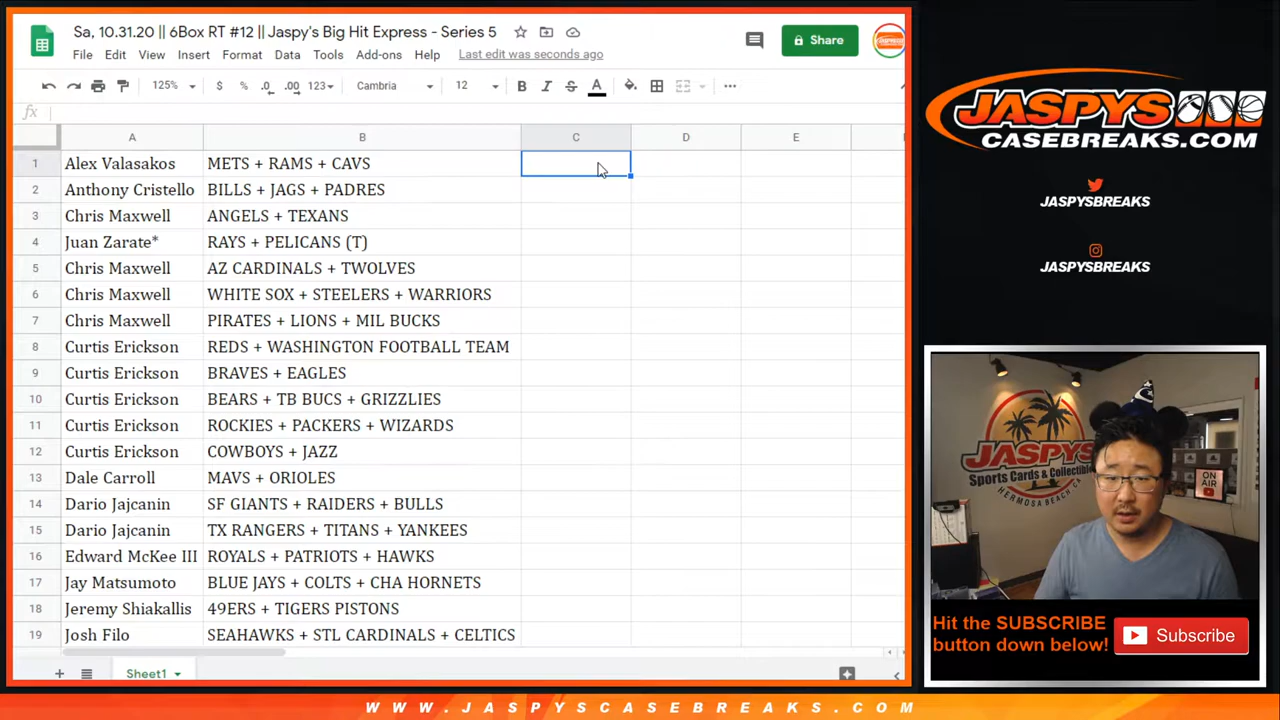 Sa, 10.31.20 || 6Box RT #12 || Jaspy's Big Hit Express - Series 5
File Edit View Insert Format Data Tools Add-ons Help Last edit was seconds ago
Share
125% $ % .0 .00 123 Cambria 12 B I S A
fx
A B C D E
1 Alex Valasakos METS + RAMS + CAVS
2 Anthony Cristello BILLS + JAGS + PADRES
3 Chris Maxwell ANGELS + TEXANS
4 Juan Zarate* RAYS + PELICANS (T)
5 Chris Maxwell AZ CARDINALS + TWOLVES
6 Chris Maxwell WHITE SOX + STEELERS + WARRIORS
7 Chris Maxwell PIRATES + LIONS + MIL BUCKS
8 Curtis Erickson REDS + WASHINGTON FOOTBALL TEAM
9 Curtis Erickson BRAVES + EAGLES
10 Curtis Erickson BEARS + TB BUCS + GRIZZLIES
11 Curtis Erickson ROCKIES + PACKERS + WIZARDS
12 Curtis Erickson COWBOYS + JAZZ
13 Dale Carroll MAVS + ORIOLES
14 Dario Jajcanin SF GIANTS + RAIDERS + BULLS
15 Dario Jajcanin TX RANGERS + TITANS + YANKEES
16 Edward McKee III ROYALS + PATRIOTS + HAWKS
17 Jay Matsumoto BLUE JAYS + COLTS + CHA HORNETS
18 Jeremy Shiakallis 49ERS + TIGERS PISTONS
19 Josh Filo SEAHAWKS + STL CARDINALS + CELTICS
Sheet1
JASPYS
CASEBREAKS.COM
JASPYSBREAKS
JASPYSBREAKS
JASPYS
Sports Cards & Collectibles
HERMOSA BEACH CA
ON AIR
Hit the SUBSCRIBE
button down below!
Subscribe
WWW.JASPYSCASEBREAKS.COM